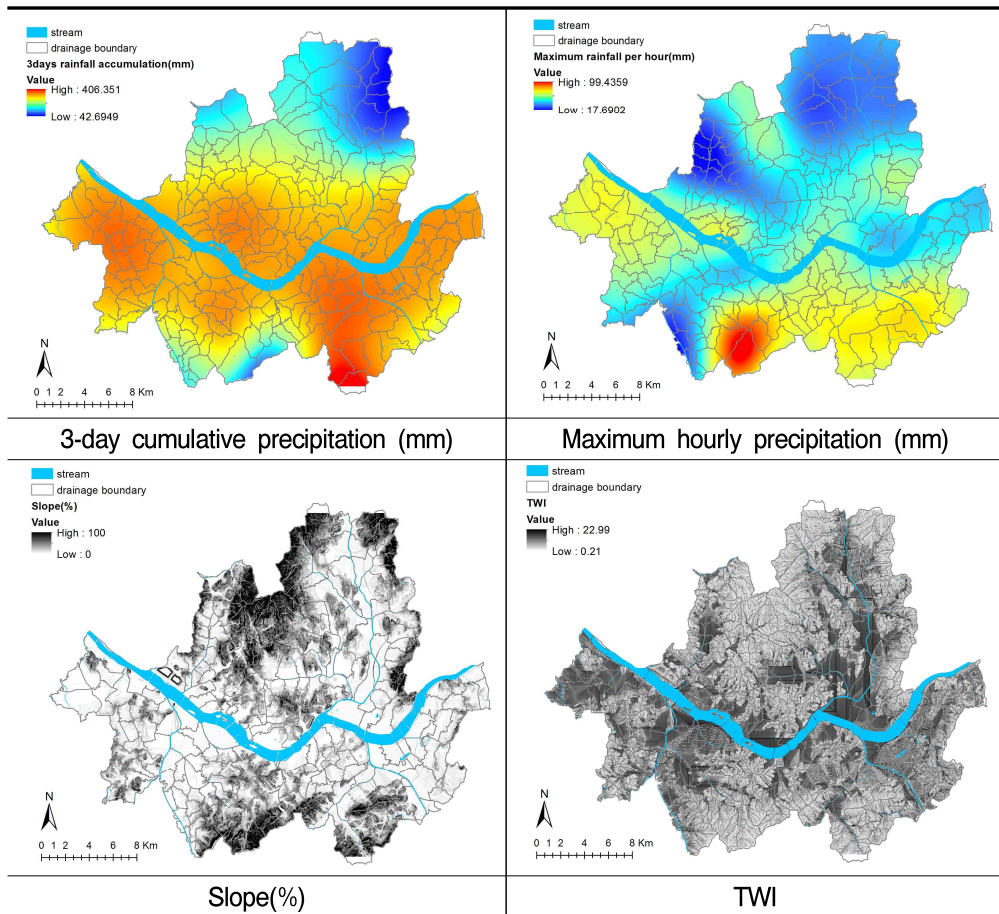 stream
drainage boundary
3days rainfall accumulation(mm)
Value
High : 406.351
Low : 42.6949
N
0 1 2 4 6 8 Km
3-day cumulative precipitation (mm)
stream
drainage boundary
Maximum rainfall per hour(mm)
Value
High : 99.4359
Low : 17.6902
N
0 1 2 4 6 8 Km
Maximum hourly precipitation (mm)
stream
drainage boundary
Slope(%)
Value
High : 100
Low : 0
N
0 1 2 4 6 8 Km
Slope(%)
stream
drainage boundary
TWI
Value
High : 22.99
Low : 0.21
N
0 1 2 4 6 8 Km
TWI